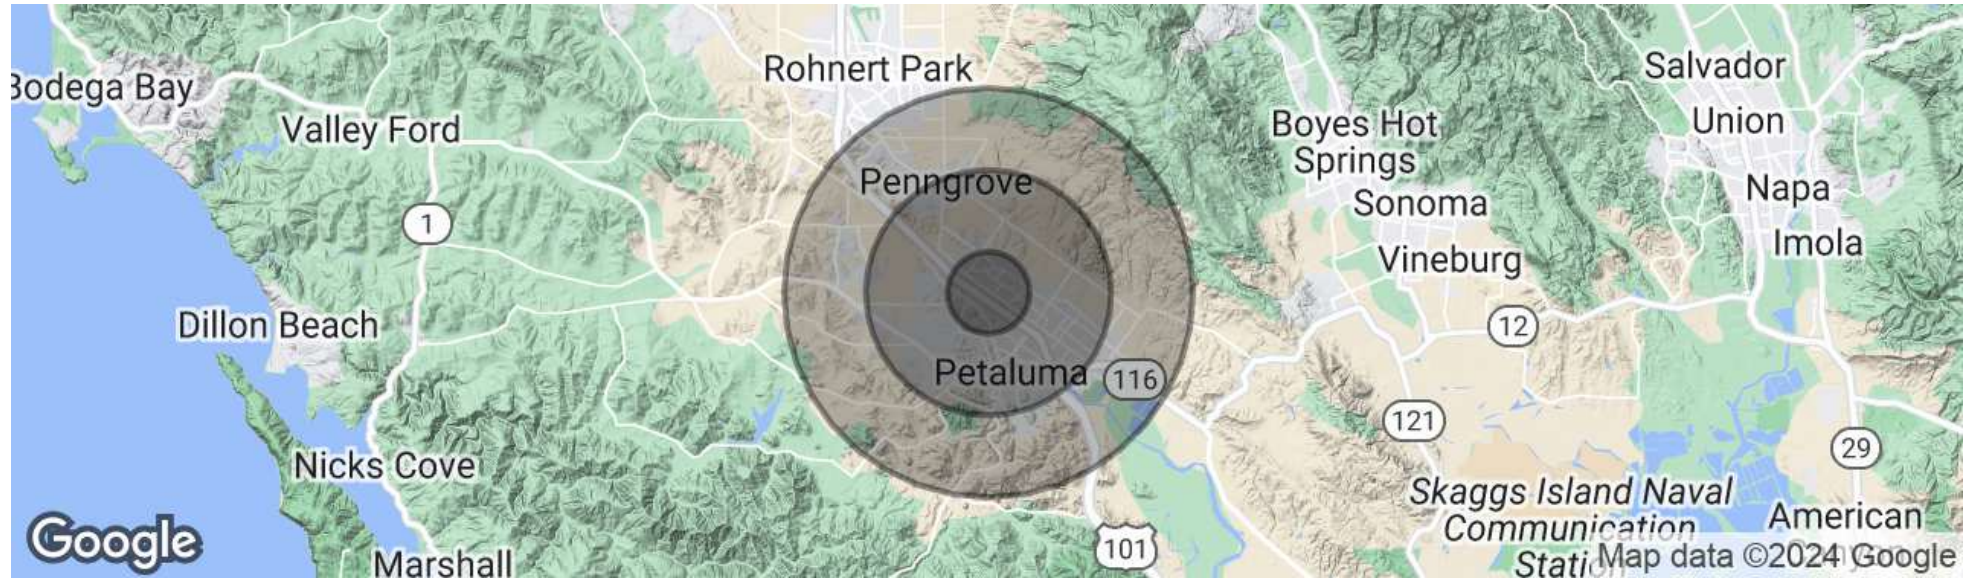 Rohnert Park
Salvador
Bodega Bay
Valley Ford
Boyes Hot
Springs
Union
Penngrove
Napa
Sonoma
1
Imola
Vineburg
Dillon Beach
12
Petaluma
116
121
29
Nicks Cove
Skaggs Island Naval
Communication
Station
American
Canyon
101
Google
Marshall
Map data ©2024 Google